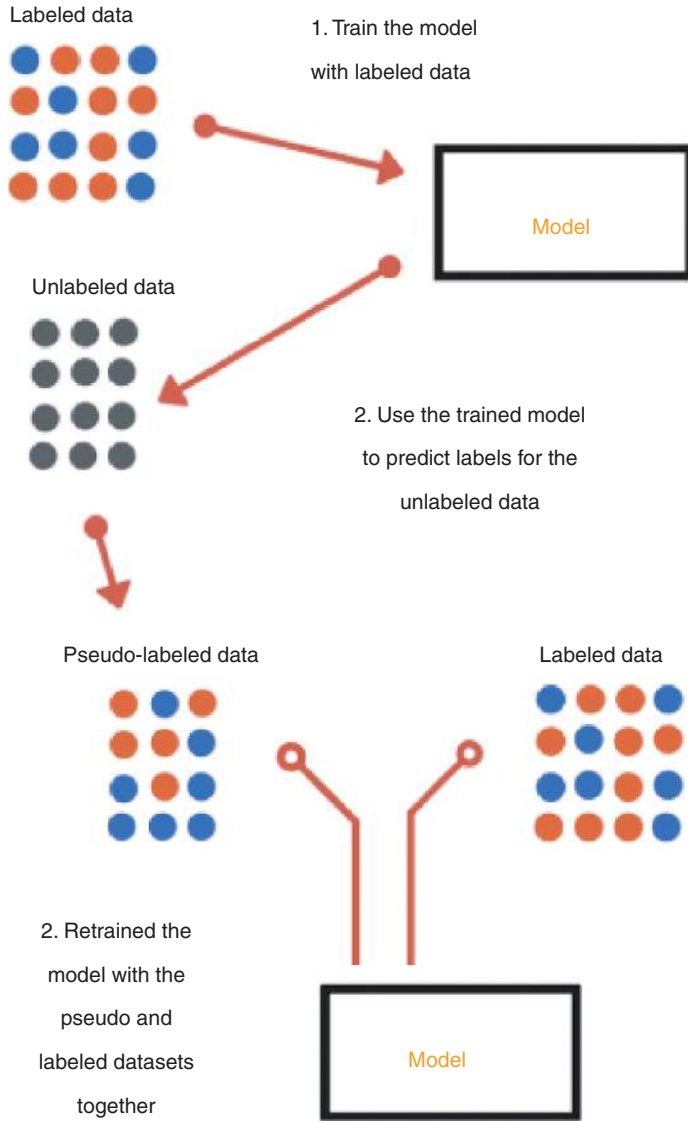 Labeled data
1. Train the model
with labeled data
Model
Unlabeled data
2. Use the trained model
to predict labels for the
unlabeled data
Pseudo-labeled data
Labeled data
2. Retrained the
model with the
pseudo and
labeled datasets
together
Model